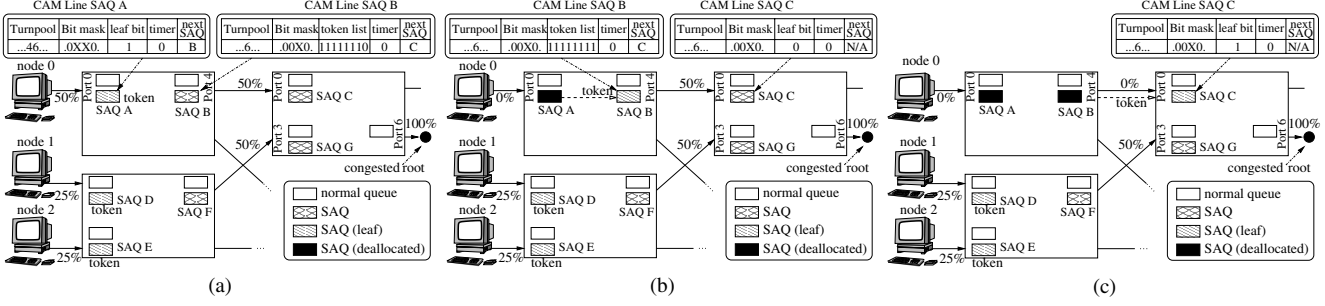 CAM Line SAQ A
Turnpool Bit mask leaf bit timer next SAQ
...46... .0XX0. 1 0 B
CAM Line SAQ B
Turnpool Bit mask token list timer next SAQ
...6... .00X0. 11111110 0 C
node 0
50%
Port 0
token
SAQ A
Port 4
SAQ B
50%
SAQ C
Port 3
SAQ G
Port 6
100%
congested root
node 1
25%
SAQ D
token
SAQ F
50%
node 2
25%
SAQ E
token
...
normal queue
SAQ
SAQ (leaf)
SAQ (deallocated)
(a)
CAM Line SAQ B
Turnpool Bit mask token list timer next SAQ
...6... .00XX0. 11111111 0 C
CAM Line SAQ C
Turnpool Bit mask leaf bit timer next SAQ
...6... .00X0. 0 0 N/A
node 0
0%
Port 0
token
SAQ A
Port 4
SAQ B
50%
SAQ C
Port 3
SAQ G
Port 6
100%
congested root
node 1
25%
SAQ D
token
SAQ F
50%
node 2
25%
SAQ E
token
...
normal queue
SAQ
SAQ (leaf)
SAQ (deallocated)
(b)
CAM Line SAQ C
Turnpool Bit mask leaf bit timer next SAQ
...6... .00X0. 1 0 N/A
node 0
0%
Port 0
SAQ A
Port 4
SAQ B
0%
token
SAQ C
Port 3
SAQ G
Port 6
100%
congested root
node 1
25%
SAQ D
token
SAQ F
50%
node 2
25%
SAQ E
token
...
normal queue
SAQ
SAQ (leaf)
SAQ (deallocated)
(c)